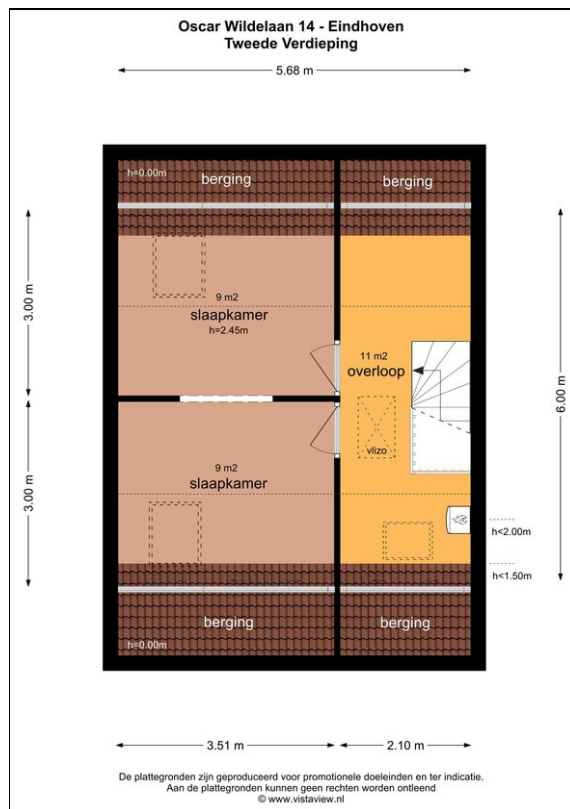 Oscar Wildelaan 14 - Eindhoven
Tweede Verdieping
5.68 m
h=0.00m
berging
berging
3.00 m
9 m2
slaapkamer
h=2.45m
11 m2
overloop
6.00 m
vlizo
3.00 m
9 m2
slaapkamer
h<2.00m
h<1.50m
berging
berging
h=0.00m
3.51 m
2.10 m
De plattegronden zijn geproduceerd voor promotionele doeleinden en ter indicatie.
Aan de plattegronden kunnen geen rechten worden ontleend
© www.vistaview.nl